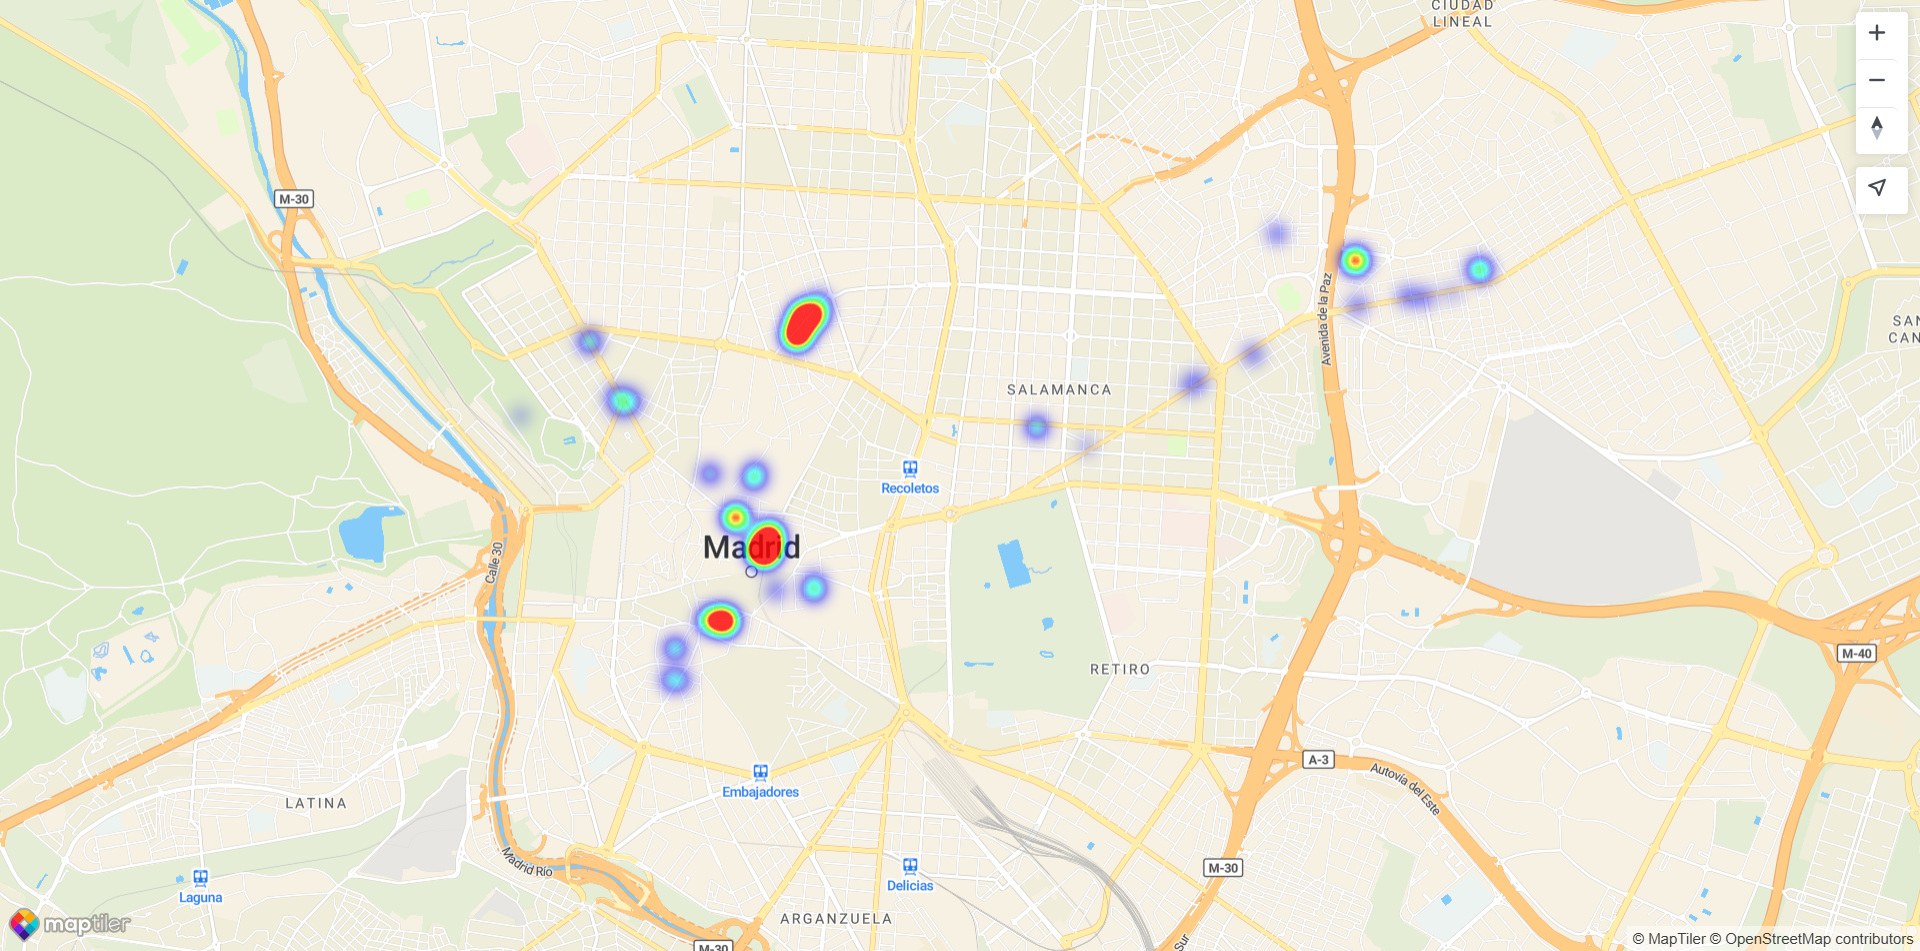 CIUDAD
LINEAL
M-30
Avenida de la Paz
SAN
CAN
SALAMANCA
Recoletos
Madrid
Calle 30
M-40
RETIRO
A-3
Autovía del Este
Embajadores
LATINA
Madrid Río
M-30
Delicias
Laguna
ARGANZUELA
M-30
Sur
maptiler
© MapTiler © OpenStreetMap contributors